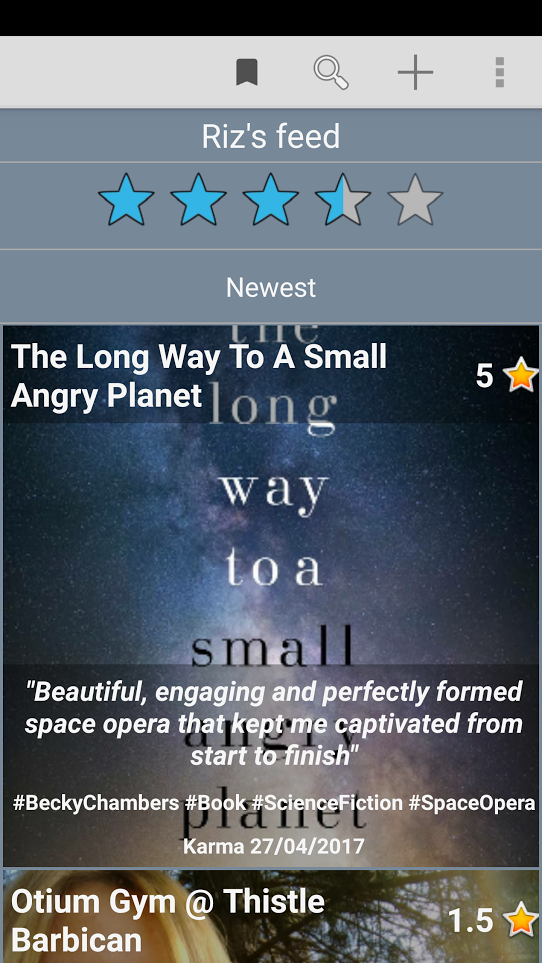 Riz's feed
Newest
the
The Long Way To A Small
Angry Planet
5
long
way
to a
small
"Beautiful, engaging and perfectly formed
space opera that kept me captivated from
start to finish"
angry
#BeckyChambers #Book #ScienceFiction #SpaceOpera
planet
Karma 27/04/2017
Otium Gym @ Thistle
Barbican
1.5